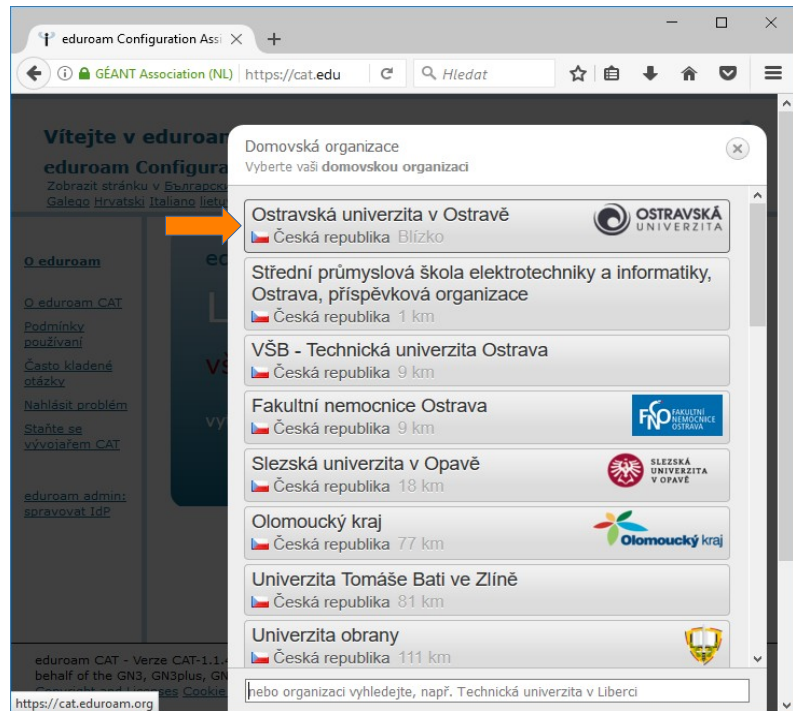 eduroam Configuration Assi
GÉANT Association (NL)
https://cat.edu
Hledat
Vítejte v eduroam
eduroam Configura
Zobrazit stránku v Български
Galego Hrvatski Italiano
O eduroam
O eduroam CAT
Podmínky
používaní
Často kladené
otázky
Nahlásit problém
Staňte se
vývojařem CAT
eduroam admin:
spravovat IdP
Domovská organizace
Vyberte vaši domovskou organizaci
Ostravská univerzita v Ostravě
Česká republika Blízko
OSTRAVSKÁ
UNIVERZITA
Střední průmyslová škola elektrotechniky a informatiky,
Ostrava, příspěvková organizace
Česká republika 1 km
VŠB - Technická univerzita Ostrava
Česká republika 9 km
Fakultní nemocnice Ostrava
Česká republika 9 km
FNO FAKULTNÍ
NEMOCNICE
OSTRAVA
Slezská univerzita v Opavě
Česká republika 18 km
SLEZSKÁ
UNIVERZITA
V OPAVĚ
Olomoucký kraj
Česká republika 77 km
Olomoucký kraj
Univerzita Tomáše Bati ve Zlíně
Česká republika 81 km
Univerzita obrany
Česká republika 111 km
nebo organizaci vyhledejte, např. Technická univerzita v Liberci
eduroam CAT - Verze CAT-1.1.
behalf of the GN3, GN3plus, GN
Copyright and Licenses Cookie
https://cat.eduroam.org